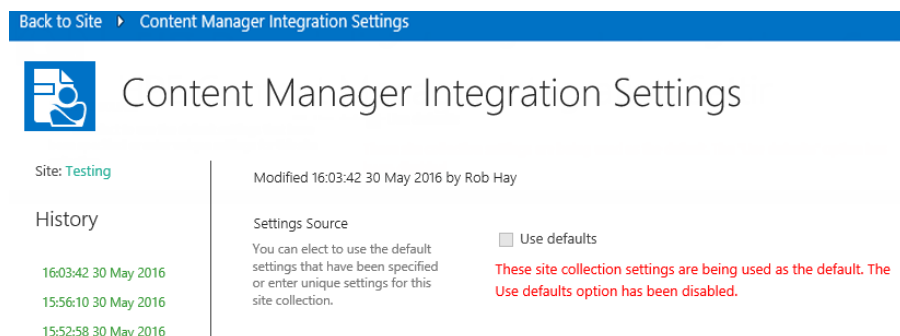 Back to Site ▸ Content Manager Integration Settings
Content Manager Integration Settings
Site: Testing
History
16:03:42 30 May 2016
15:56:10 30 May 2016
15:52:58 30 May 2016
Modified 16:03:42 30 May 2016 by Rob Hay
Settings Source
You can elect to use the default
settings that have been specified
or enter unique settings for this
site collection.
Use defaults
These site collection settings are being used as the default. The
Use defaults option has been disabled.